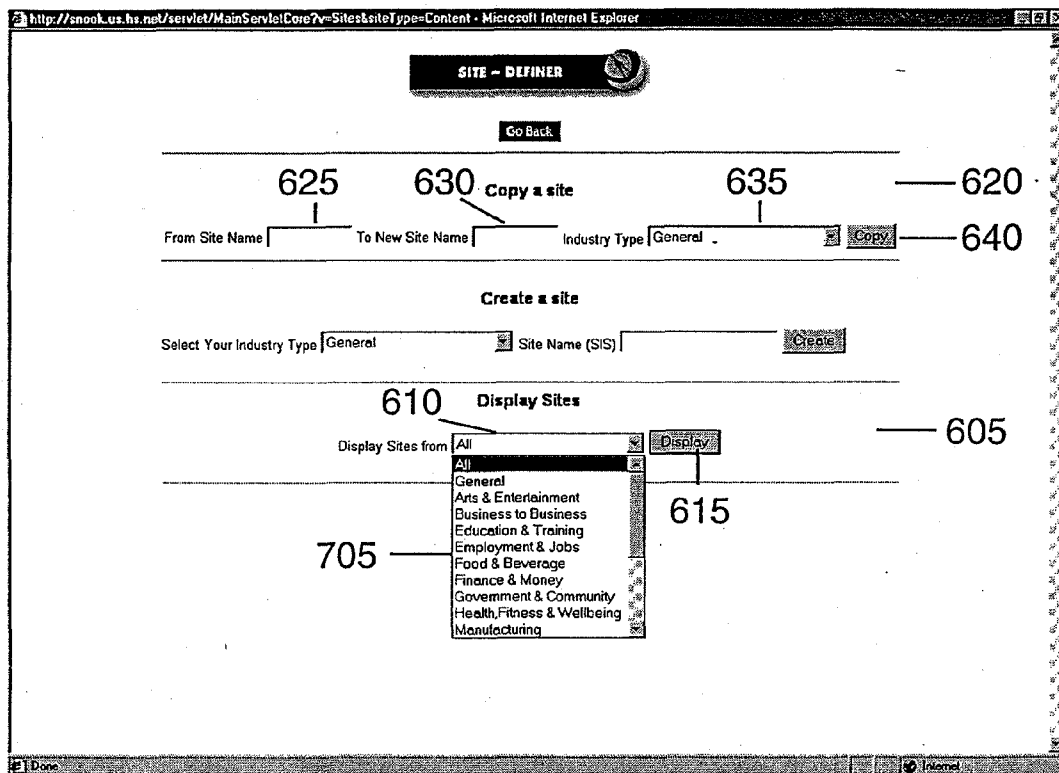 http://snook.us.hs.net/servlet/MainServletCore?v=Sites&siteType=Content - Microsoft Internet Explorer
SITE ~ DEFINER
Go Back
625 630 Copy a site 635 620
From Site Name To New Site Name Industry Type General Copy 640
Create a site
Select Your Industry Type General Site Name (SIS) Create
610 Display Sites
605
Display Sites from All Display
All
General
Arts & Entertainment
Business to Business
615
Education & Training
Employment & Jobs
705 Food & Beverage
Finance & Money
Government & Community
Health,Fitness & Wellbeing
Manufacturing
Done Internet